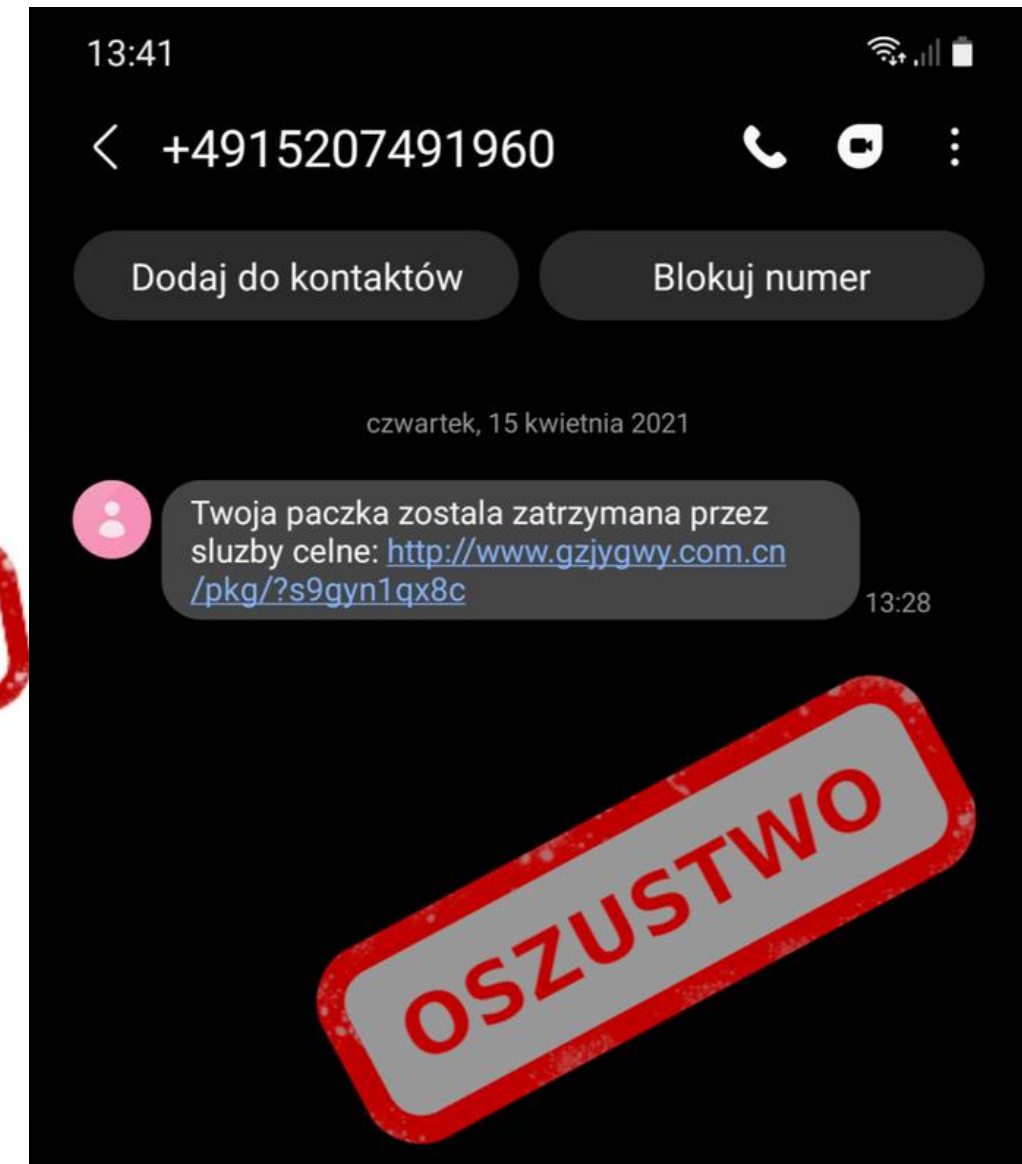 13:41
+4915207491960
Dodaj do kontaktów
Blokuj numer
czwartek, 15 kwietnia 2021
Twoja paczka zostala zatrzymana przez
sluzby celne: http://www.gzjygwy.com.cn
/pkg/?s9gyn1qx8c
13:28
OSZUSTWO